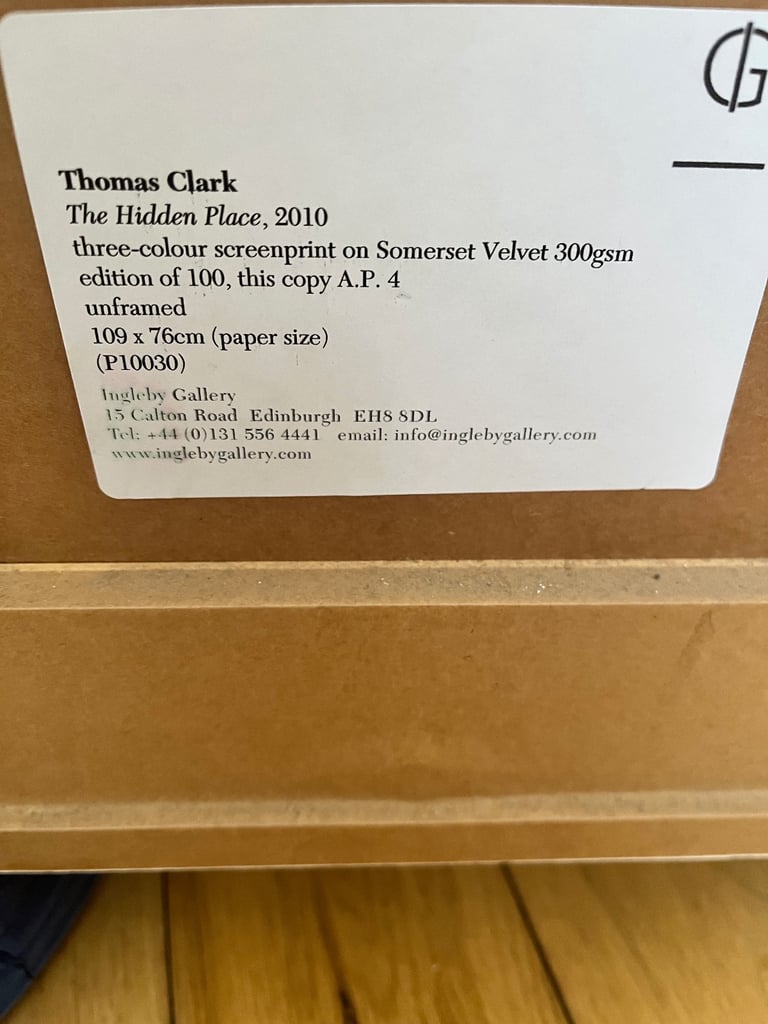 IG
Thomas Clark
The Hidden Place, 2010
three-colour screenprint on Somerset Velvet 300gsm
edition of 100, this copy A.P. 4
unframed
109 x 76cm (paper size)
(P10030)
Ingleby Gallery
15 Calton Road Edinburgh EH8 8DL
Tel: +44 (0)131 556 4441 email: info@inglebygallery.com
www.inglebygallery.com